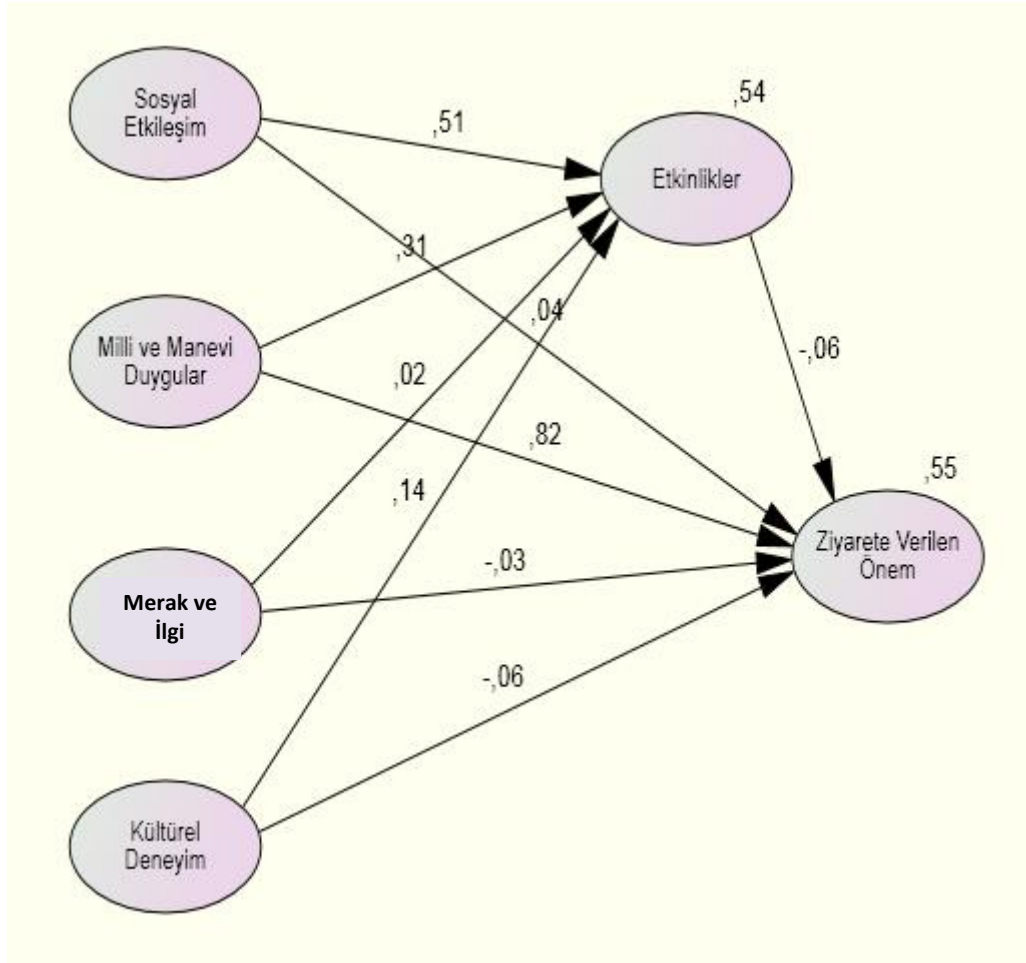 Sosyal
Etkileşim
,51
,54
Etkinlikler
,31
,04
Milli ve Manevi
Duygular
,02
-,06
,82
,14
,55
-,03
Ziyarete Verilen
Önem
Merak ve
İlgi
-,06
Kültürel
Deneyim